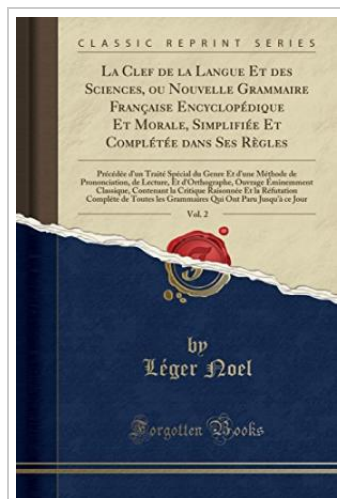 CLASSIC REPRINT SERIES
La Clef de la Langue Et des
Sciences, ou Nouvelle Grammaire
Française Encyclopédique
Et Morale, Simplifiée Et
Complétée dans Ses Règles
Précédée d'un Traité Spécial du Genre Et d'une Méthode de
Prononciation, de Lecture, Et d'Orthographe, Ouvrage Éminemment
Classique, Contenant la Critique Raisonnée Et la Réfutation
Complète de Toutes les Grammaires Qui Ont Paru Jusqu'à ce Jour
Vol. 2
by
Léger Noel
Forgotten Books